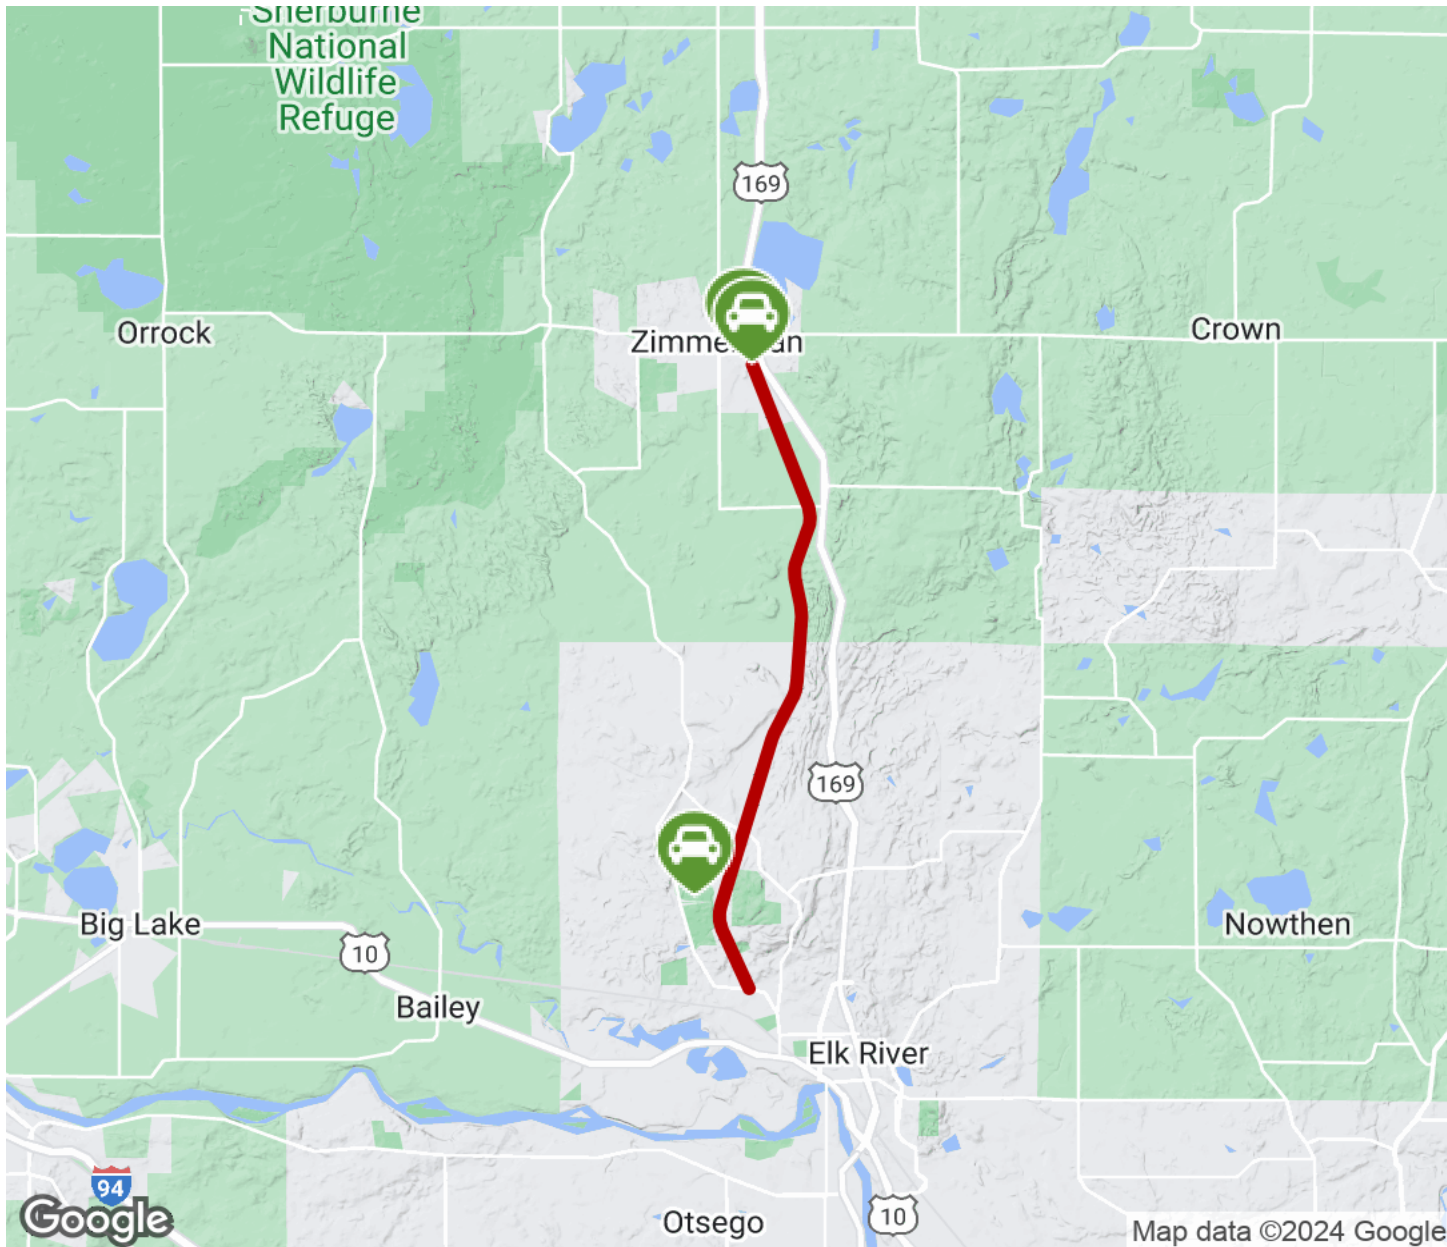 Sherburne
National
Wildlife
Refuge
169
Orrock
Crown
169
Big Lake
Nowthen
10
Bailey
Elk River
94
Google
Otsego
10
Map data ©2024 Google